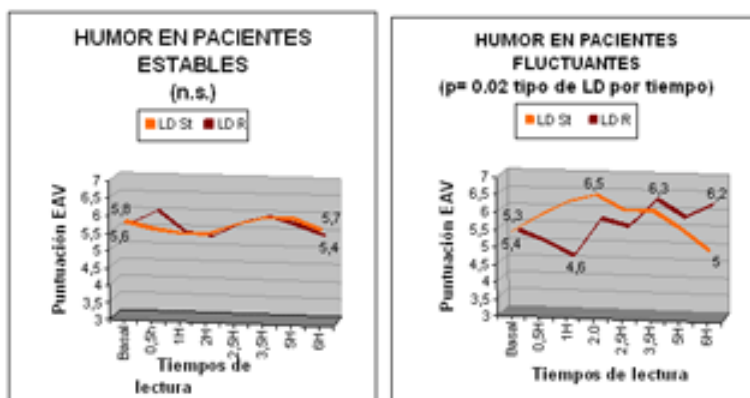 HUMOR EN PACIENTES
ESTABLES
(n.s.)
LD St LD R
Puntuación EAV
7
6,5
6
5,5
5
4,5
4
3,5
3
5,8
5,6
5,7
5,4
Basal
0,5h
1H
2H
2,5H
3,5H
5H
6H
Tiempos de
lectura
HUMOR EN PACIENTES
FLUCTUANTES
(p= 0.02 tipo de LD por tiempo)
LD St LD R
Puntuación EAV
7
6,5
6
5,5
5
4,5
4
3,5
3
5,3
5,4
6,5
4,6
6,3
6,2
5
Basal
0,5H
1H
2.0
2,5H
3,5H
5H
6H
Tiempos de lectura